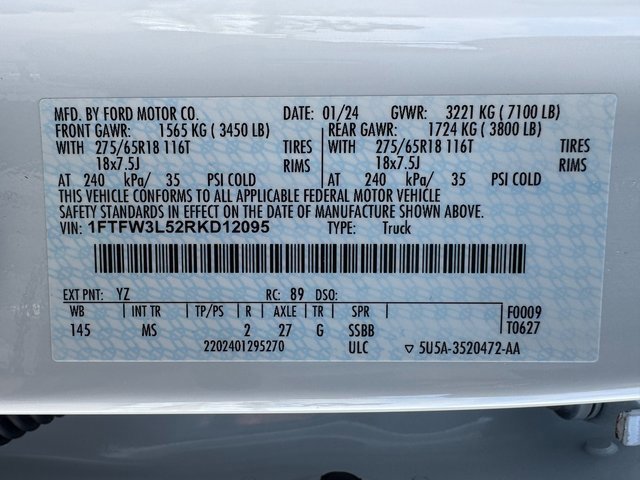 MFD. BY FORD MOTOR CO. DATE: 01/24 GVWR: 3221 KG ( 7100 LB)
FRONT GAWR: 1565 KG ( 3450 LB) REAR GAWR: 1724 KG ( 3800 LB)
WITH 275/65R18 116T TIRES WITH 275/65R18 116T TIRES
18x7.5J RIMS 18x7.5J RIMS
AT 240 kPa/ 35 PSI COLD AT 240 kPa/ 35 PSI COLD
THIS VEHICLE CONFORMS TO ALL APPLICABLE FEDERAL MOTOR VEHICLE
SAFETY STANDARDS IN EFFECT ON THE DATE OF MANUFACTURE SHOWN ABOVE.
VIN: 1FTFW3L52RKD12095 TYPE: Truck
EXT PNT: YZ RC: 89 DSO:
WB INT TR TP/PS R AXLE TR SPR F0009
145 MS 2 27 G SSBB T0627
2202401295270 ULC ▽ 5U5A-3520472-AA